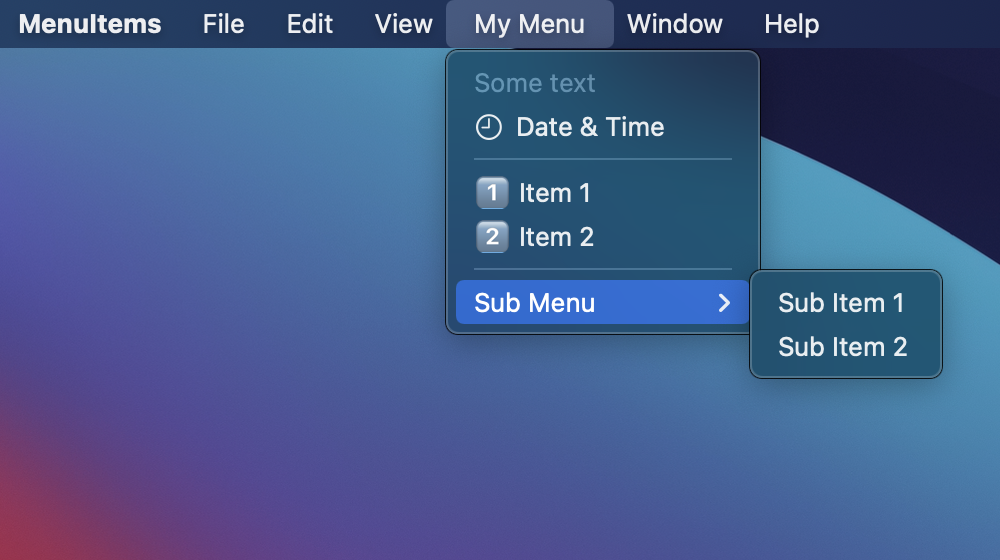 MenuItems File Edit View My Menu Window Help
Some text
Date & Time
1 Item 1
2 Item 2
Sub Menu
Sub Item 1
Sub Item 2